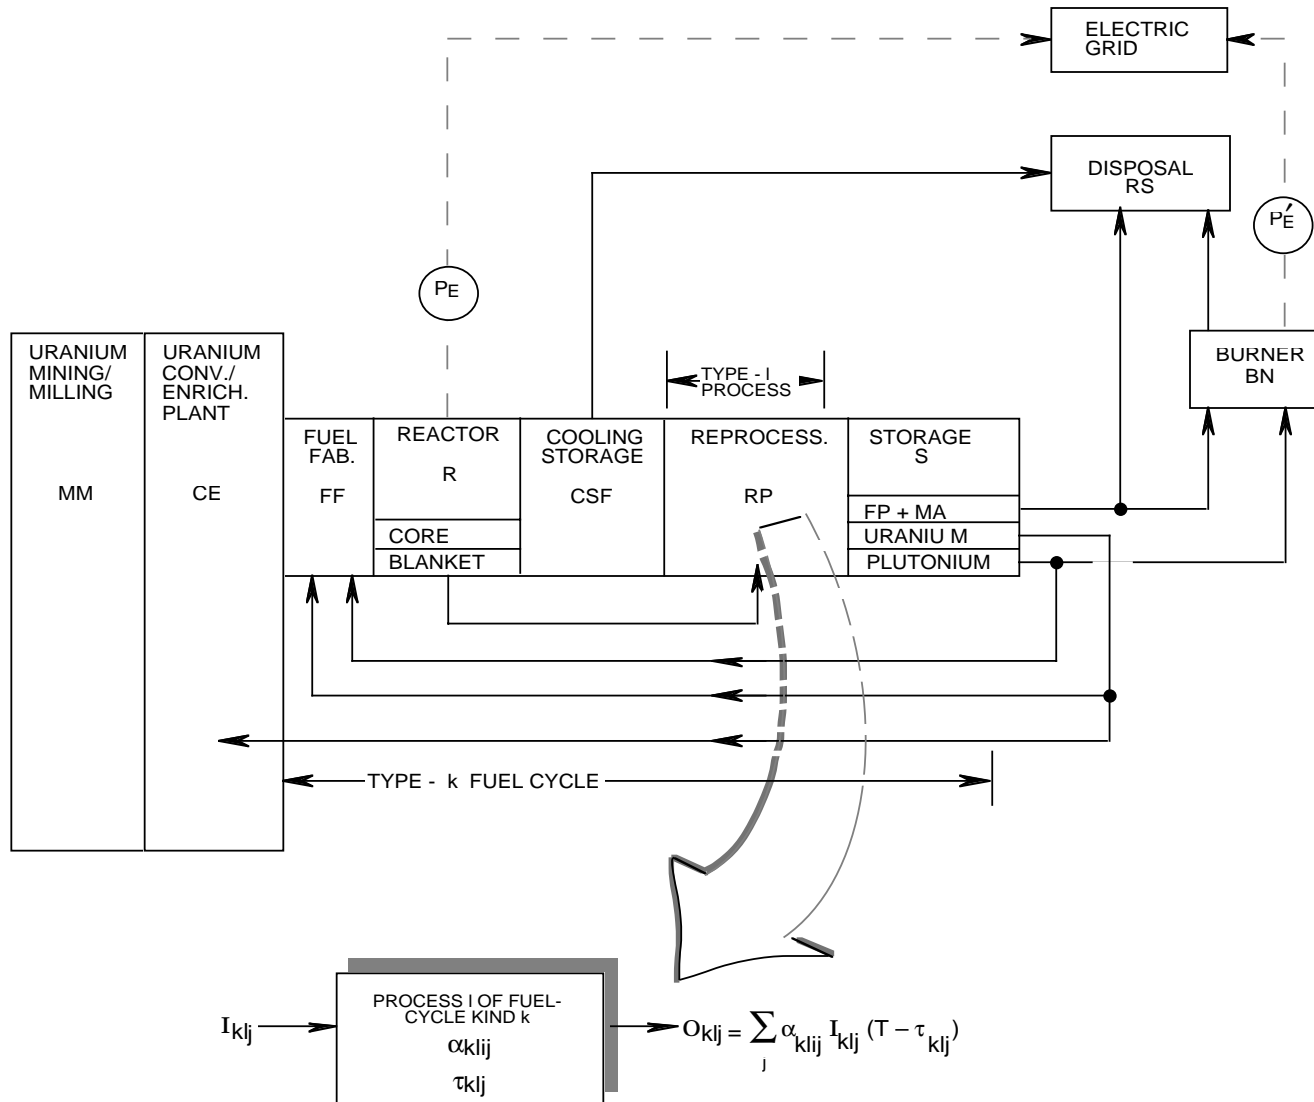 ELECTRIC
GRID
DISPOSAL
RS
P′E
PE
BURNER
BN
URANIUM
MINING/
MILLING
MM
URANIUM
CONV./
ENRICH.
PLANT
CE
TYPE - l
PROCESS
FUEL
FAB.
FF
REACTOR
R
CORE
BLANKET
COOLING
STORAGE
CSF
REPROCESS.
RP
STORAGE
S
FP + MA
URANIU M
PLUTONIUM
TYPE - k FUEL CYCLE
PROCESS l OF FUEL-
CYCLE KIND k
αklij
τklj
Iklj
Oklj = ∑j αklij Iklj (T – τklj)